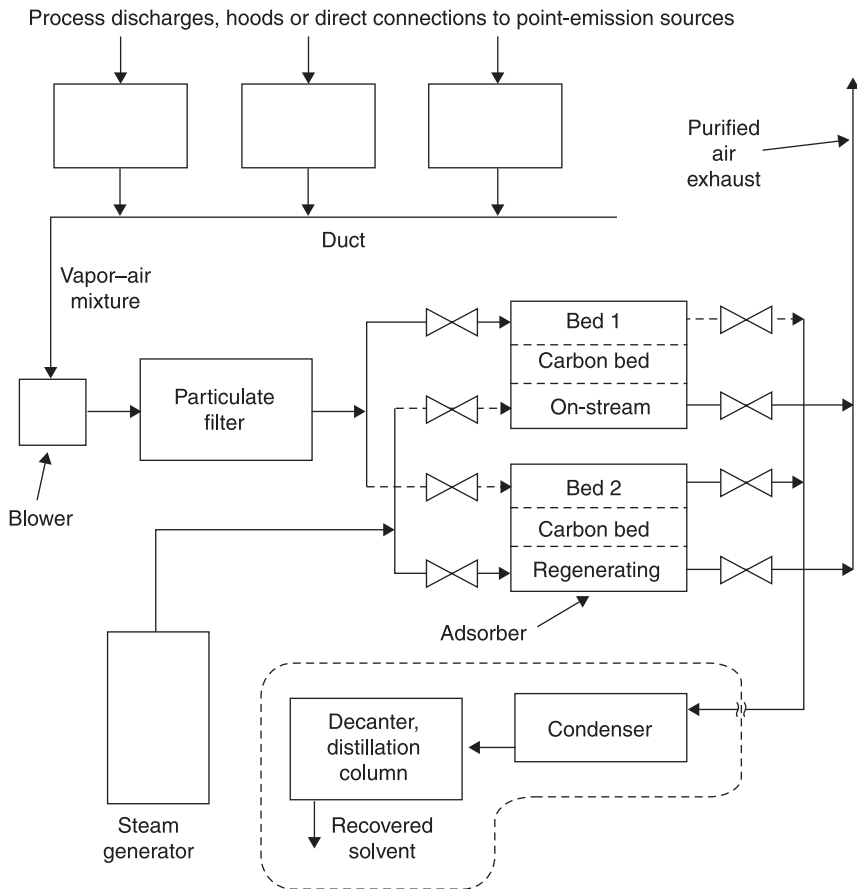 Process discharges, hoods or direct connections to point-emission sources
Purified
air
exhaust
Duct
Vapor–air
mixture
Bed 1
Carbon bed
On-stream
Particulate
filter
Blower
Bed 2
Carbon bed
Regenerating
Adsorber
Decanter,
distillation
column
Condenser
Steam
generator
Recovered
solvent